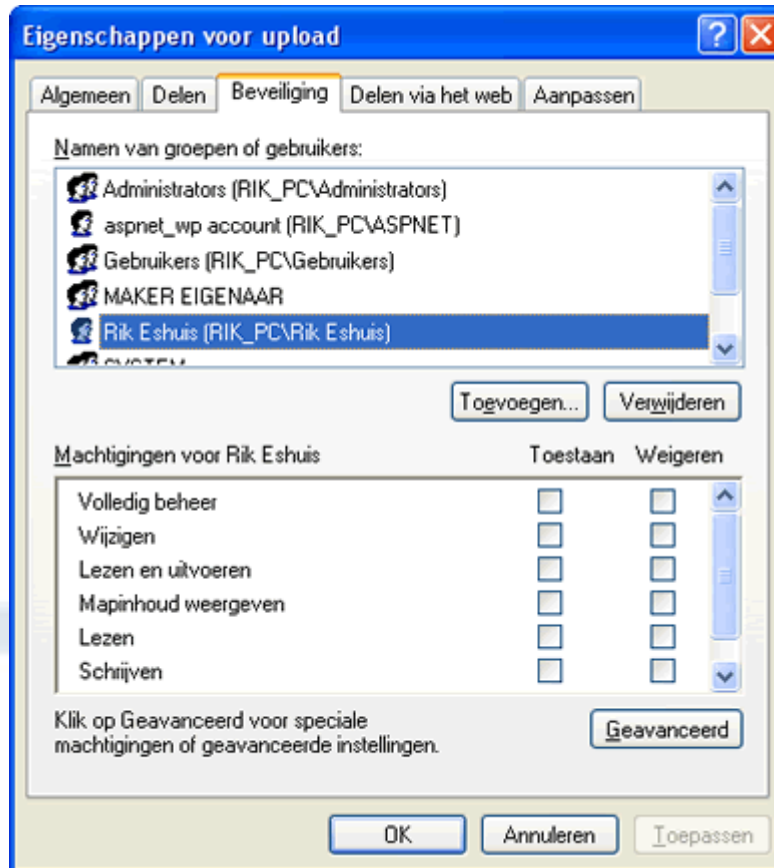 Eigenschappen voor upload
Algemeen Delen Beveiliging Delen via het web Aanpassen
Namen van groepen of gebruikers:
Administrators (RIK_PC\Administrators)
aspnet_wp account (RIK_PC\ASPNET)
Gebruikers (RIK_PC\Gebruikers)
MAKER EIGENAAR
Rik Eshuis (RIK_PC\Rik Eshuis)
SYSTEM
Toevoegen... Verwijderen
Machtigingen voor Rik Eshuis Toestaan Weigeren
Volledig beheer
Wijzigen
Lezen en uitvoeren
Mapinhoud weergeven
Lezen
Schrijven
Klik op Geavanceerd voor speciale
machtigingen of geavanceerde instellingen.
Geavanceerd
OK Annuleren Toepassen